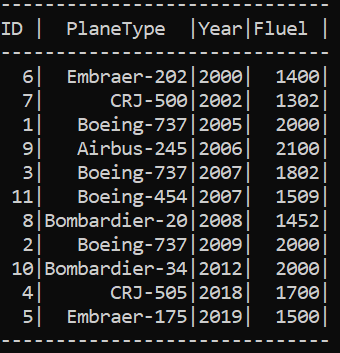 --------------------------------
ID |  PlaneType  |Year|Fluel |
--------------------------------
  6|  Embraer-202|2000|  1400|
  7|      CRJ-500|2002|  1302|
  1|   Boeing-737|2005|  2000|
  9|   Airbus-245|2006|  2100|
  3|   Boeing-737|2007|  1802|
 11|   Boeing-454|2007|  1509|
  8|Bombardier-20|2008|  1452|
  2|   Boeing-737|2009|  2000|
 10|Bombardier-34|2012|  2000|
  4|      CRJ-505|2018|  1700|
  5|  Embraer-175|2019|  1500|
--------------------------------